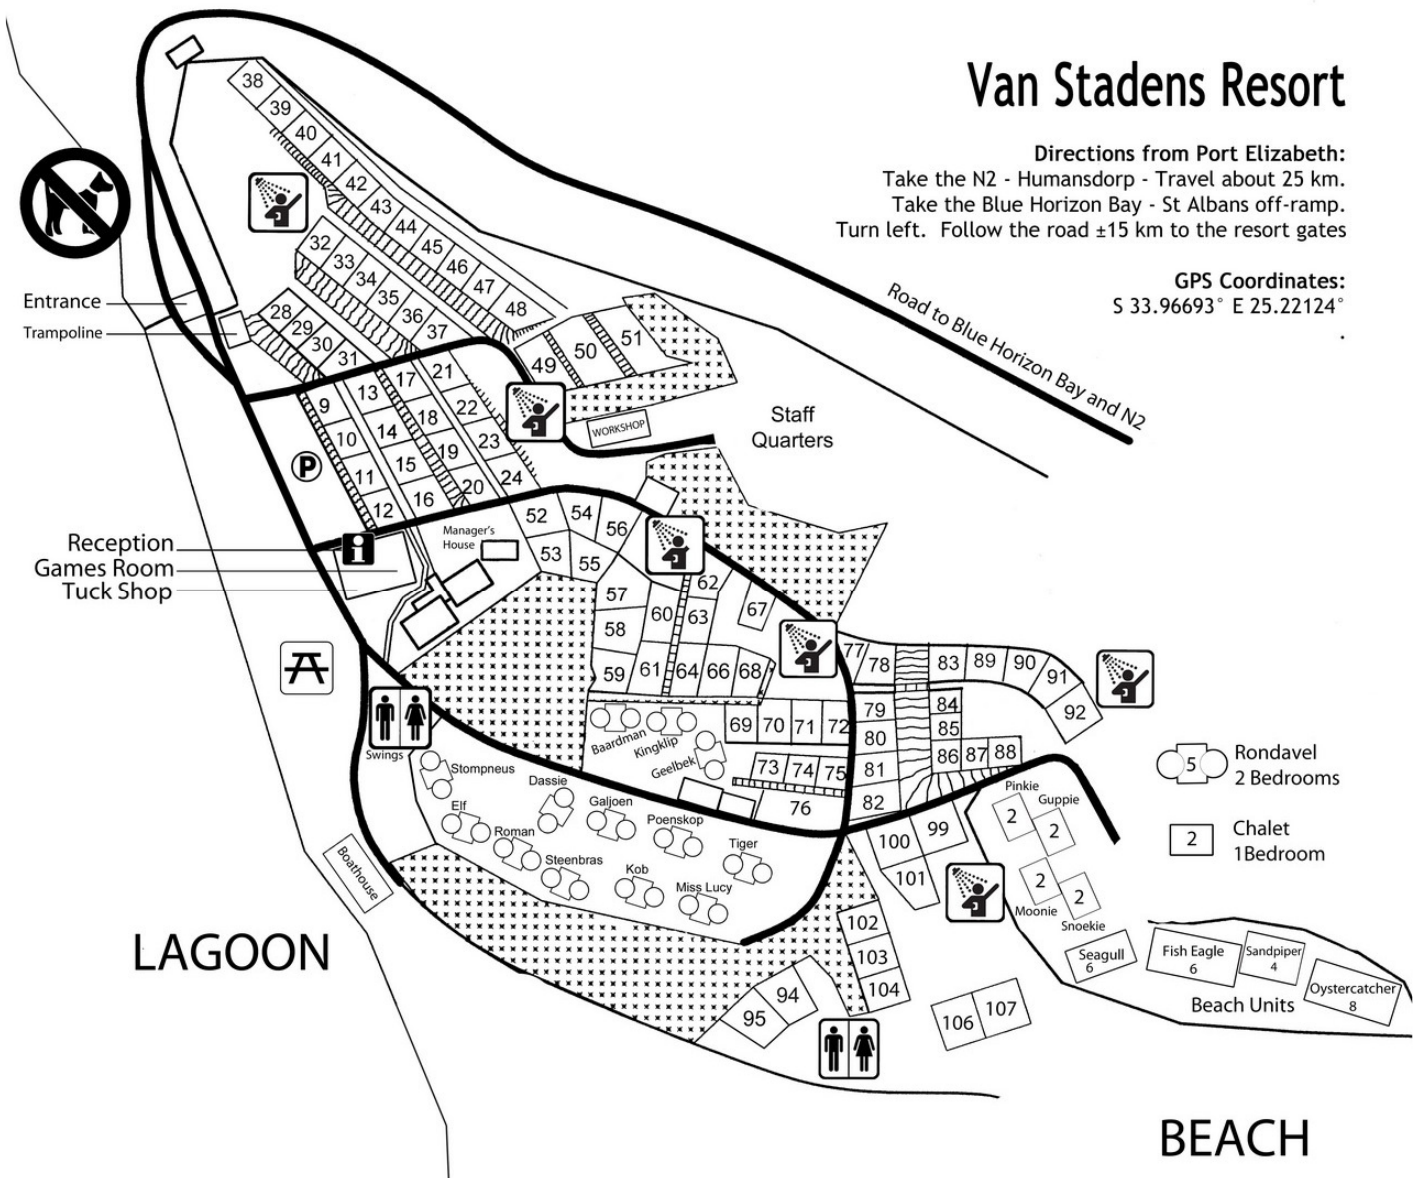 Van Stadens Resort
Directions from Port Elizabeth:
Take the N2 - Humansdorp - Travel about 25 km.
Take the Blue Horizon Bay - St Albans off-ramp.
Turn left. Follow the road ±15 km to the resort gates
GPS Coordinates:
S 33.96693° E 25.22124°
.
Road to Blue Horizon Bay and N2
38
39
40
41
42
43
44
45
46
47
48
32
33
34
35
36
37
28
29
30
31
49
50
51
Entrance
Trampoline
9
10
11
12
13
14
15
16
17
18
19
20
21
22
23
24
P
WORKSHOP
Staff
Quarters
Reception
Games Room
Tuck Shop
i
Manager's
House
52
53
54
55
56
57
58
59
60
61
62
63
64
66
67
68
69
70
71
72
73
74
75
76
77
78
79
80
81
82
83
84
85
86
87
88
89
90
91
92
Swings
Baardman
Kingklip
Geelbek
Stompneus
Dassie
Elf
Galjoen
Roman
Poenskop
Steenbras
Tiger
Kob
Miss Lucy
Boathouse
5
Rondavel
2 Bedrooms
2
Chalet
1Bedroom
Pinkie
2
Guppie
2
2
Moonie
2
Snoekie
99
100
101
102
103
104
94
95
106
107
Seagull
6
Fish Eagle
6
Sandpiper
4
Oystercatcher
8
Beach Units
LAGOON
BEACH